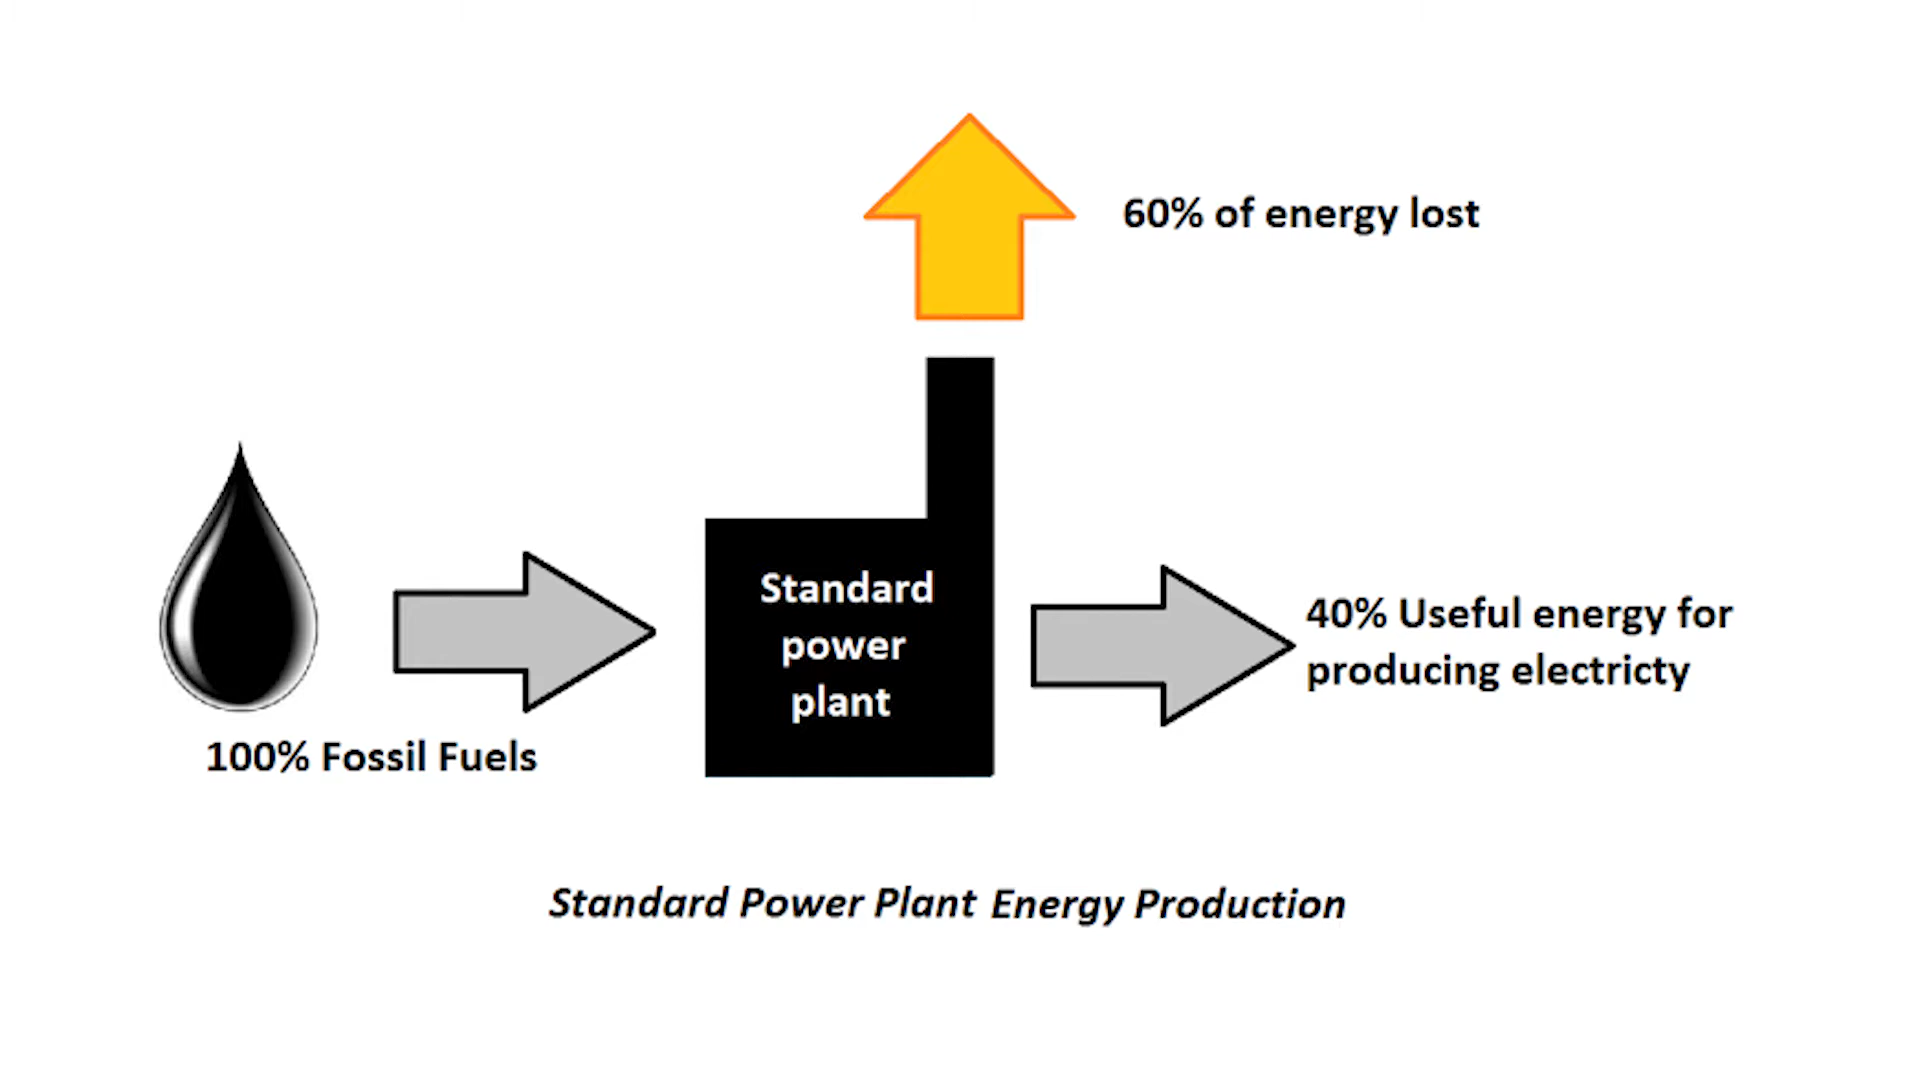 60% of energy lost
Standard
power
plant
40% Useful energy for
producing electricty
100% Fossil Fuels
Standard Power Plant Energy Production